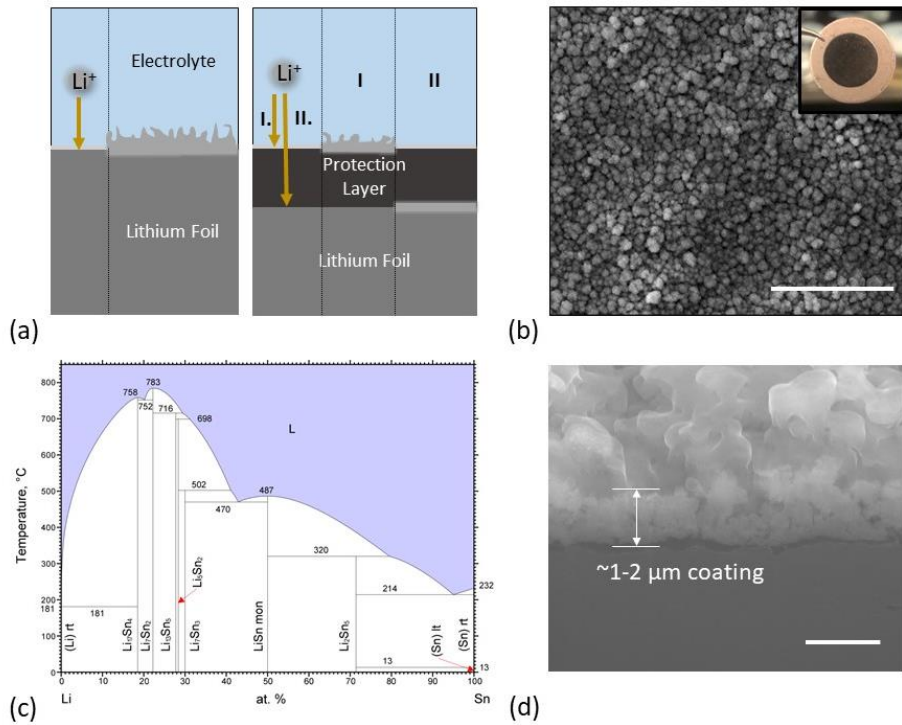 Li⁺
Electrolyte
Lithium Foil
Li⁺
I.
II.
I
II
Protection
Layer
Lithium Foil
(a)
(b)
Temperature, °C
800
700
600
500
400
300
200
181
100
0
758
783
752
716
698
L
502
487
470
320
214
232
181
13
13
(Li) rt
Li₁₇Sn₄
Li₇Sn₂
Li₁₃Sn₅
Li₇Sn₃
LiSn mon
Li₂Sn₅
(Sn) lt
(Sn) rt
0
10
20
30
40
50
60
70
80
90
100
Li
at. %
Sn
(c)
~1-2 µm coating
(d)